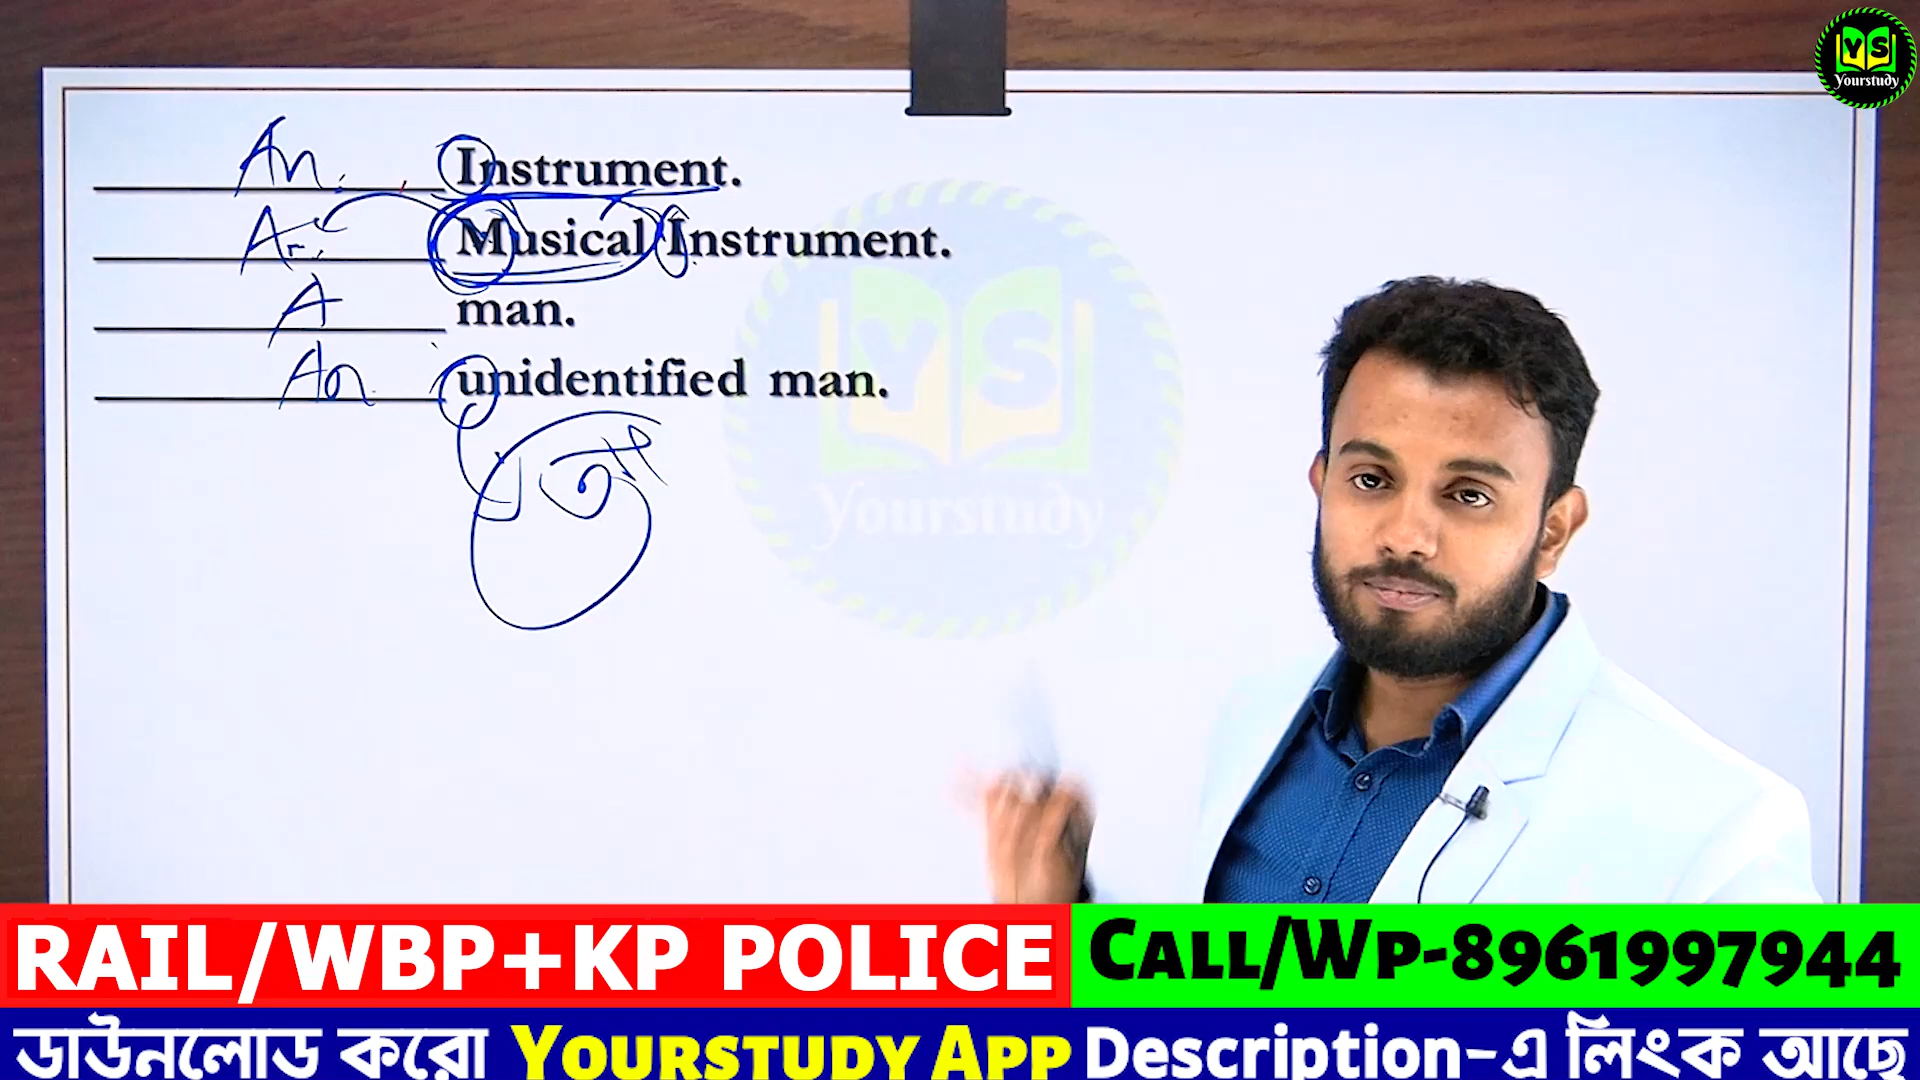 YS
Yourstudy
An Instrument.
A Musical Instrument.
A man.
An unidentified man.
আ
YS
Yourstudy
RAIL/WBP+KP POLICE
CALL/WP-8961997944
ডাউনলোড করো YOURSTUDY APP Description-এ লিংক আছে